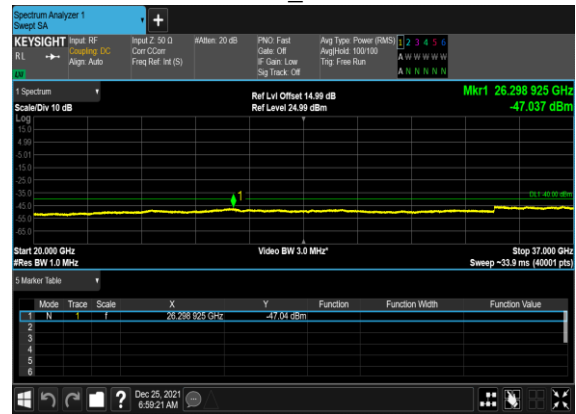 Spectrum Analyzer 1
Swept SA
+
KEYSIGHT Input: RF Input Z: 50 Ω #Atten: 20 dB PNO: Fast Avg Type: Power (RMS) 1 2 3 4 5 6
RL Coupling: DC Corr CCorr Gate: Off Avg|Hold: 100/100 A W W W W W
Align: Auto Freq Ref: Int (S) IF Gain: Low Trig: Free Run
LXI Sig Track: Off A N N N N N
1 Spectrum Ref Lvl Offset 14.99 dB Mkr1 26.298 925 GHz
Scale/Div 10 dB Ref Level 24.99 dBm -47.037 dBm
Log
15.0
4.99
-5.01
-15.0
-25.0
-35.0 1 DL1 -40.00 dBm
-45.0
-55.0
-65.0
Start 20.000 GHz Video BW 3.0 MHz* Stop 37.000 GHz
#Res BW 1.0 MHz Sweep ~33.9 ms (40001 pts)
5 Marker Table
Mode Trace Scale X Y Function Function Width Function Value
1 N 1 f 26.298 925 GHz -47.04 dBm
2
3
4
5
6
? Dec 25, 2021
6:59:21 AM